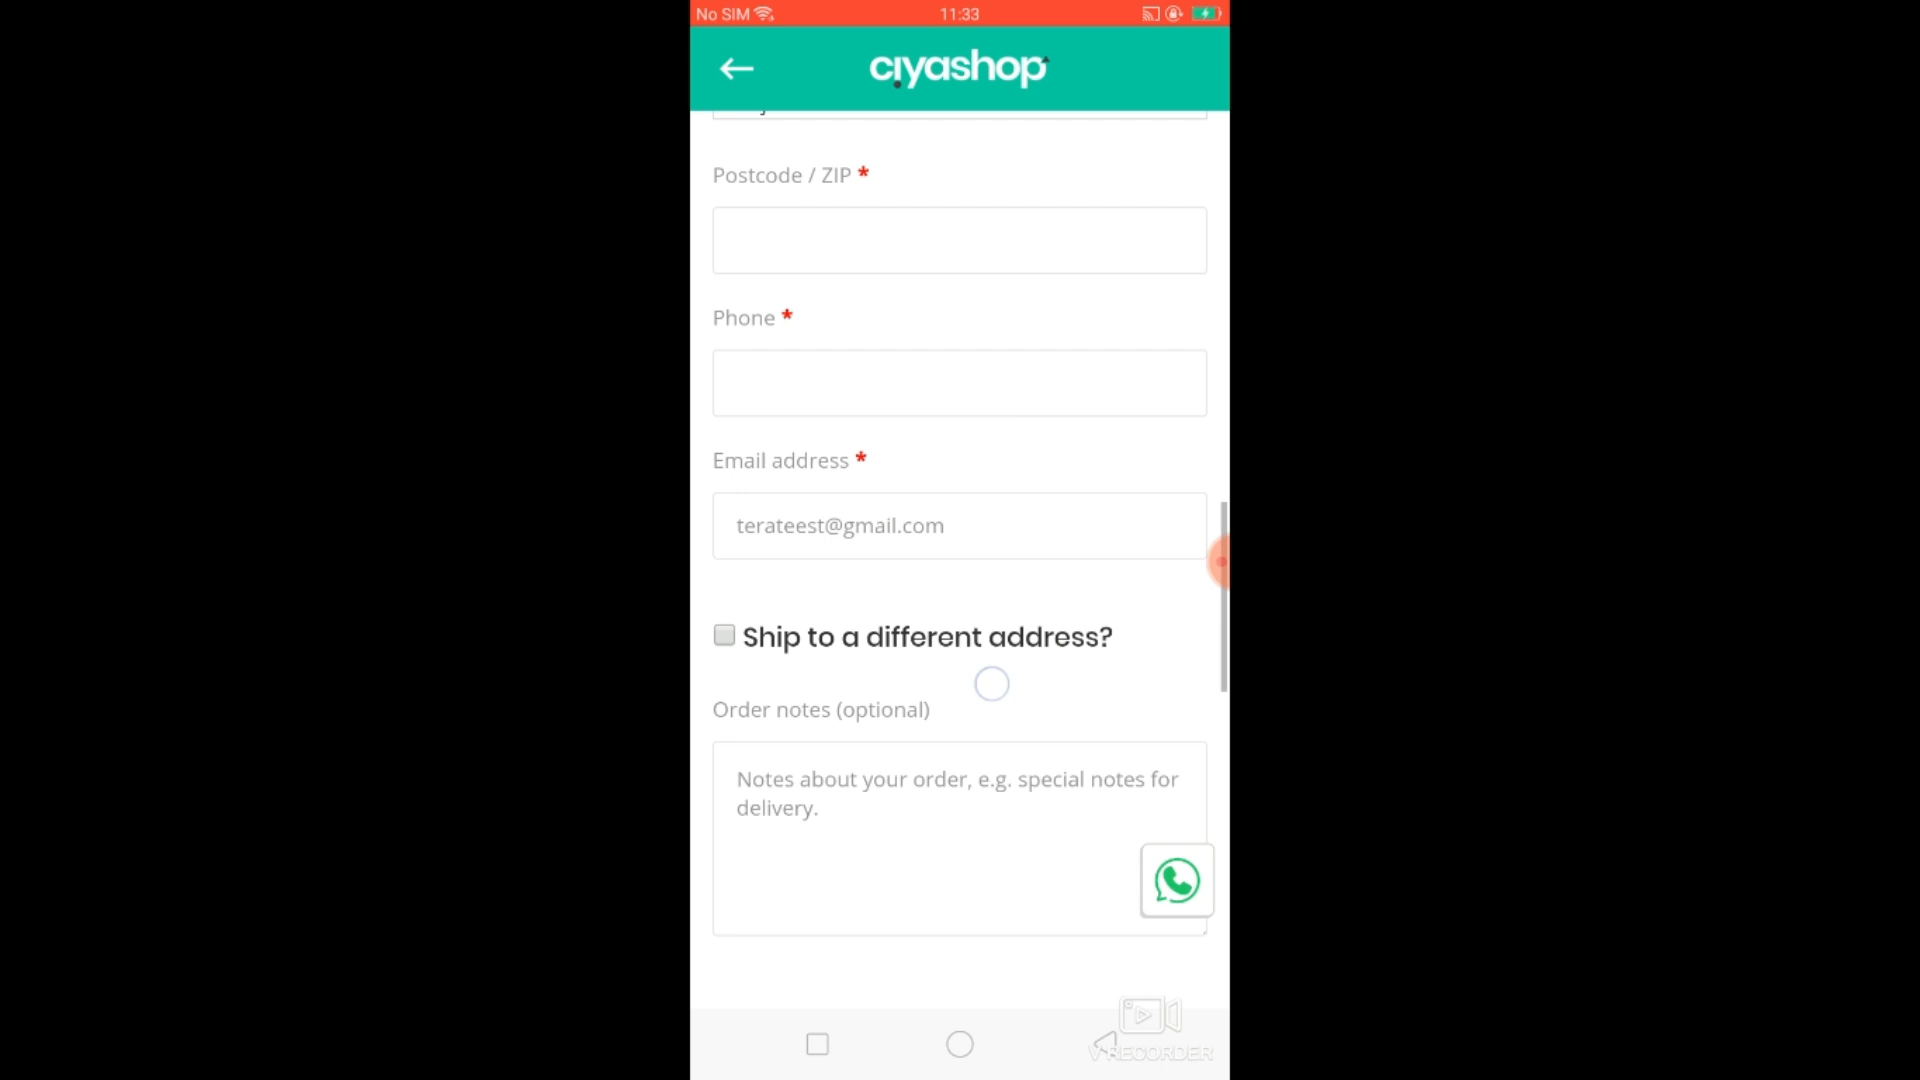 No SIM
11:33
ciyashop
Postcode / ZIP *
Phone *
Email address *
terateest@gmail.com
Ship to a different address?
Order notes (optional)
Notes about your order, e.g. special notes for
delivery.
V RECORDER